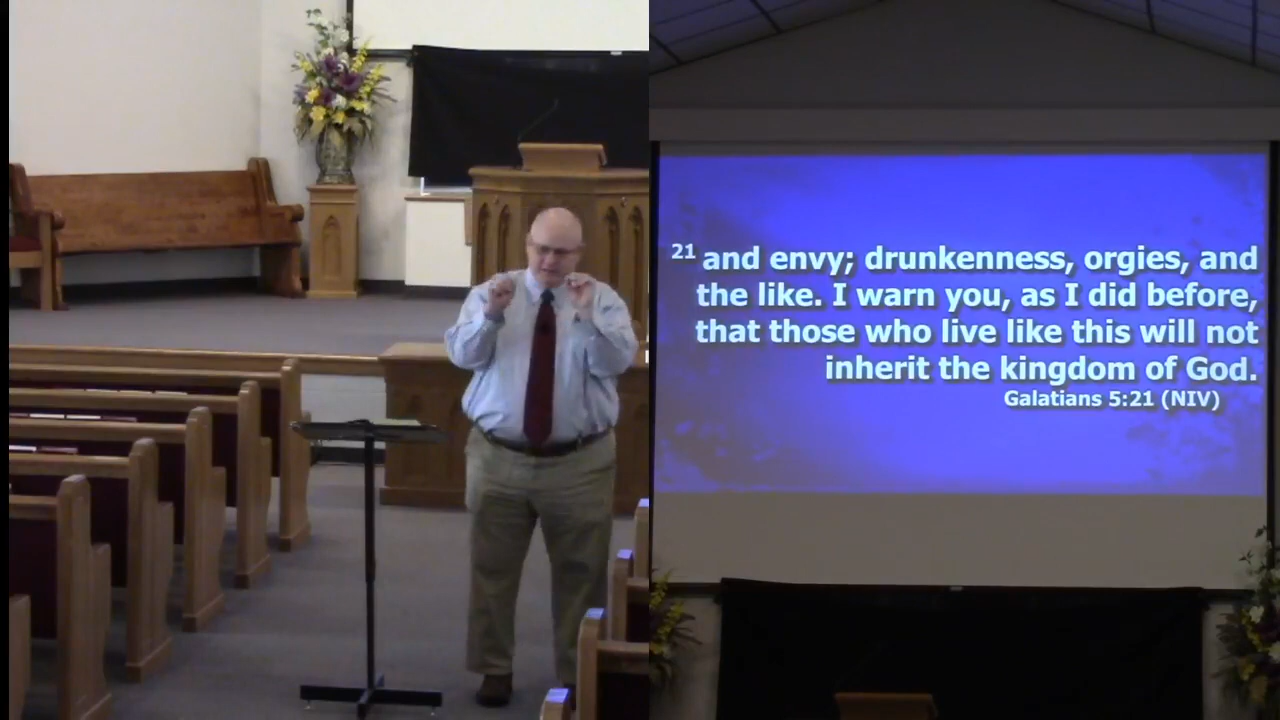 21 and envy; drunkenness, orgies, and
the like. I warn you, as I did before,
that those who live like this will not
inherit the kingdom of God.
Galatians 5:21 (NIV)